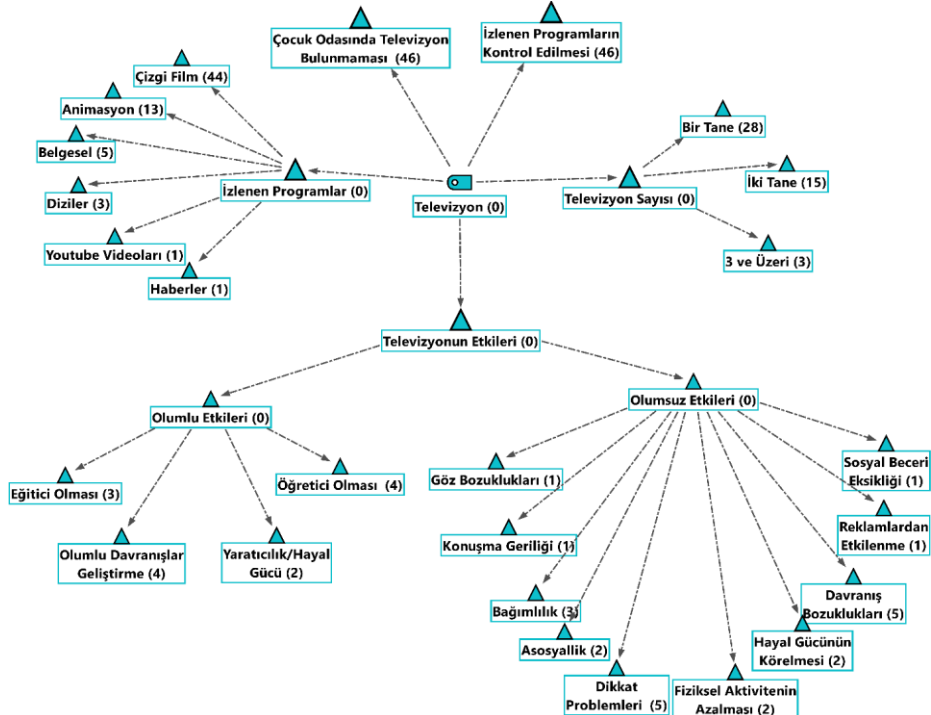 Çocuk Odasında Televizyon
Bulunmaması (46)
İzlenen Programların
Kontrol Edilmesi (46)
Çizgi Film (44)
Animasyon (13)
Belgesel (5)
Diziler (3)
Youtube Videoları (1)
Haberler (1)
İzlenen Programlar (0)
Televizyon (0)
Televizyon Sayısı (0)
Bir Tane (28)
İki Tane (15)
3 ve Üzeri (3)
Televizyonun Etkileri (0)
Olumlu Etkileri (0)
Eğitici Olması (3)
Olumlu Davranışlar
Geliştirme (4)
Yaratıcılık/Hayal
Gücü (2)
Öğretici Olması (4)
Olumsuz Etkileri (0)
Göz Bozuklukları (1)
Konuşma Geriliği (1)
Bağımlılık (3)
Asosyallik (2)
Dikkat
Problemleri (5)
Fiziksel Aktivitenin
Azalması (2)
Hayal Gücünün
Körelmesi (2)
Davranış
Bozuklukları (5)
Reklamlardan
Etkilenme (1)
Sosyal Beceri
Eksikliği (1)